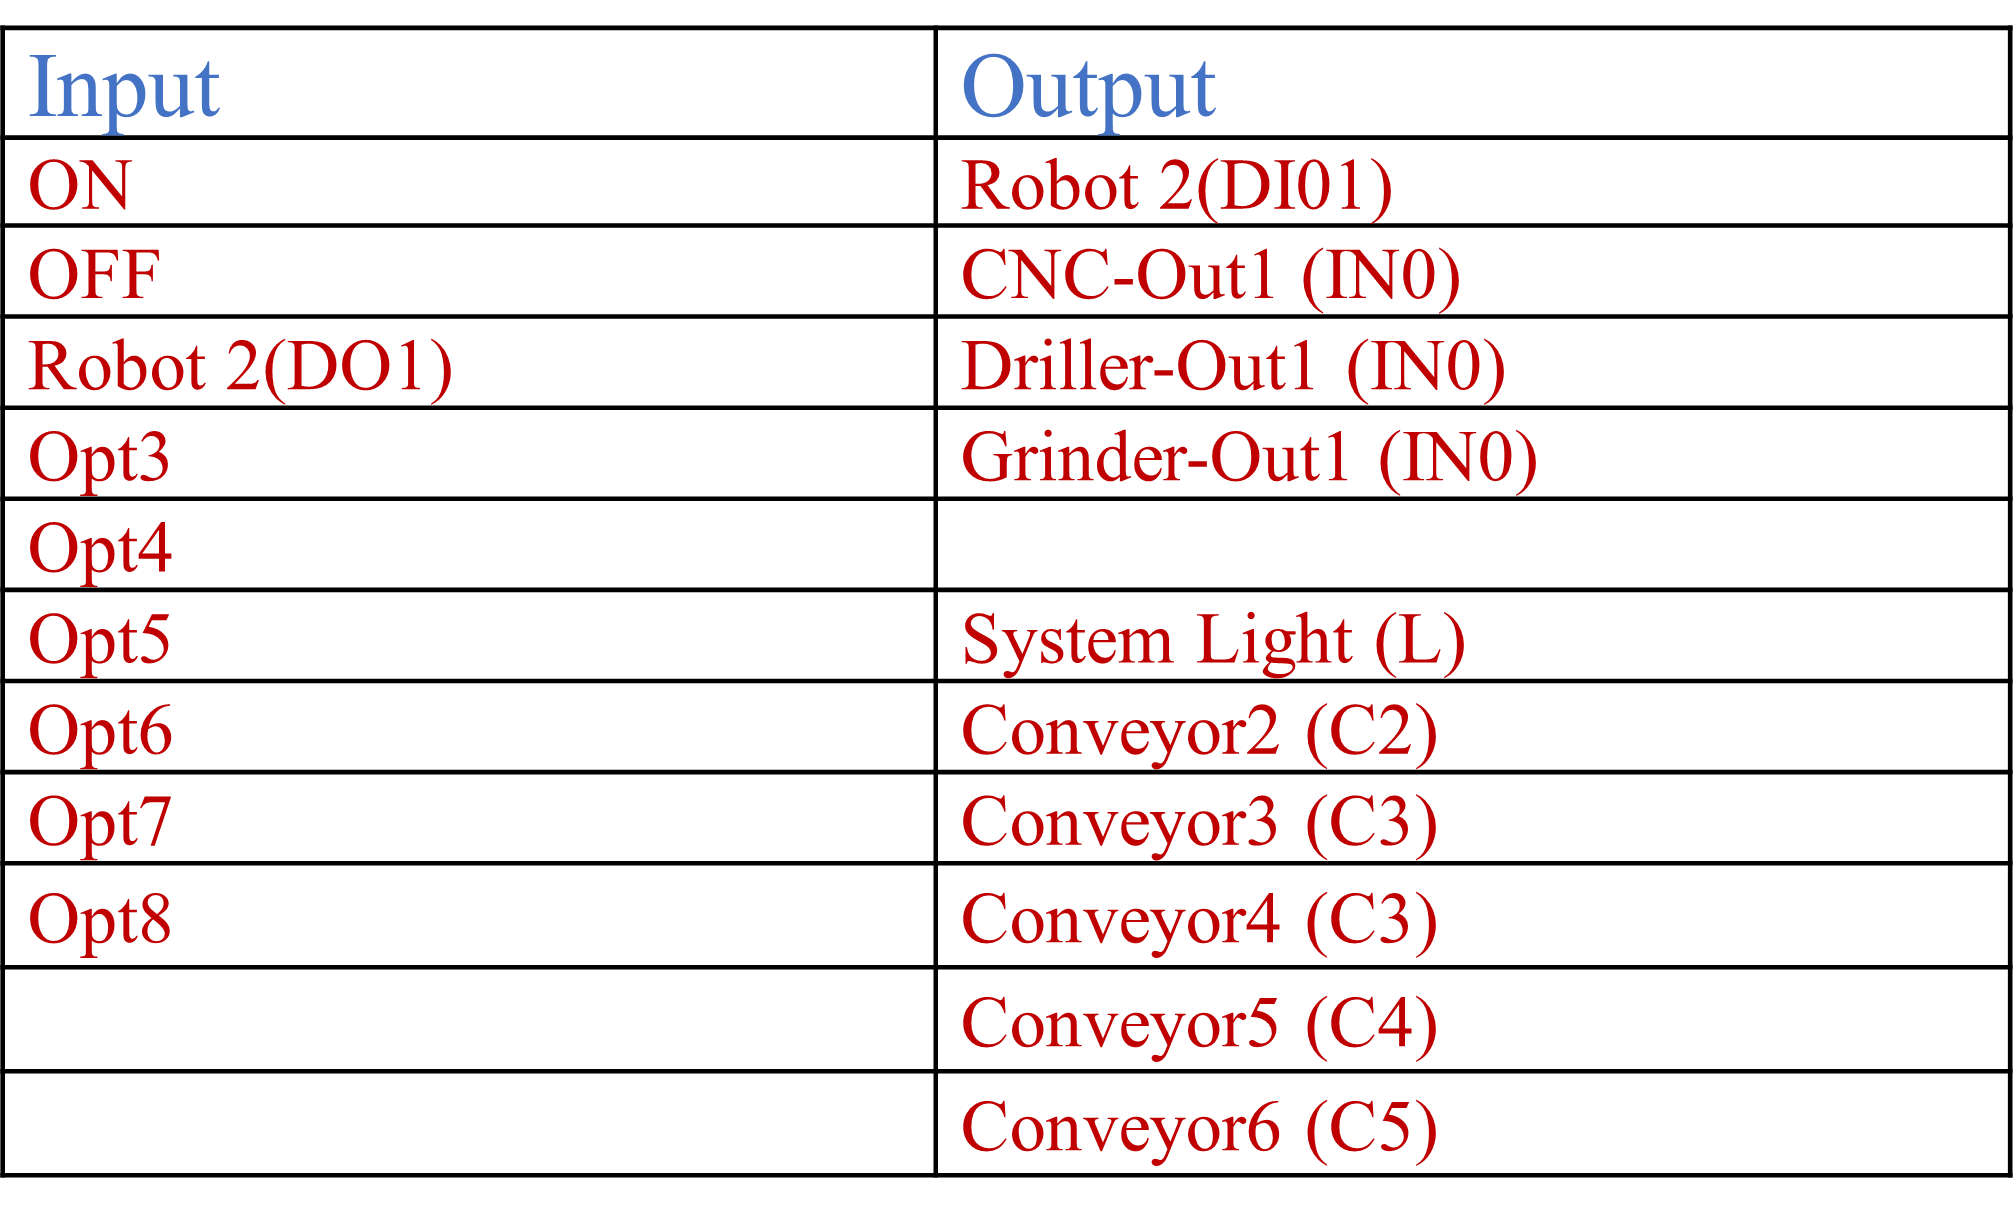 Input Output
ON Robot 2(DI01)
OFF CNC-Out1 (IN0)
Robot 2(DO1) Driller-Out1 (IN0)
Opt3 Grinder-Out1 (IN0)
Opt4
Opt5 System Light (L)
Opt6 Conveyor2 (C2)
Opt7 Conveyor3 (C3)
Opt8 Conveyor4 (C3)
Conveyor5 (C4)
Conveyor6 (C5)